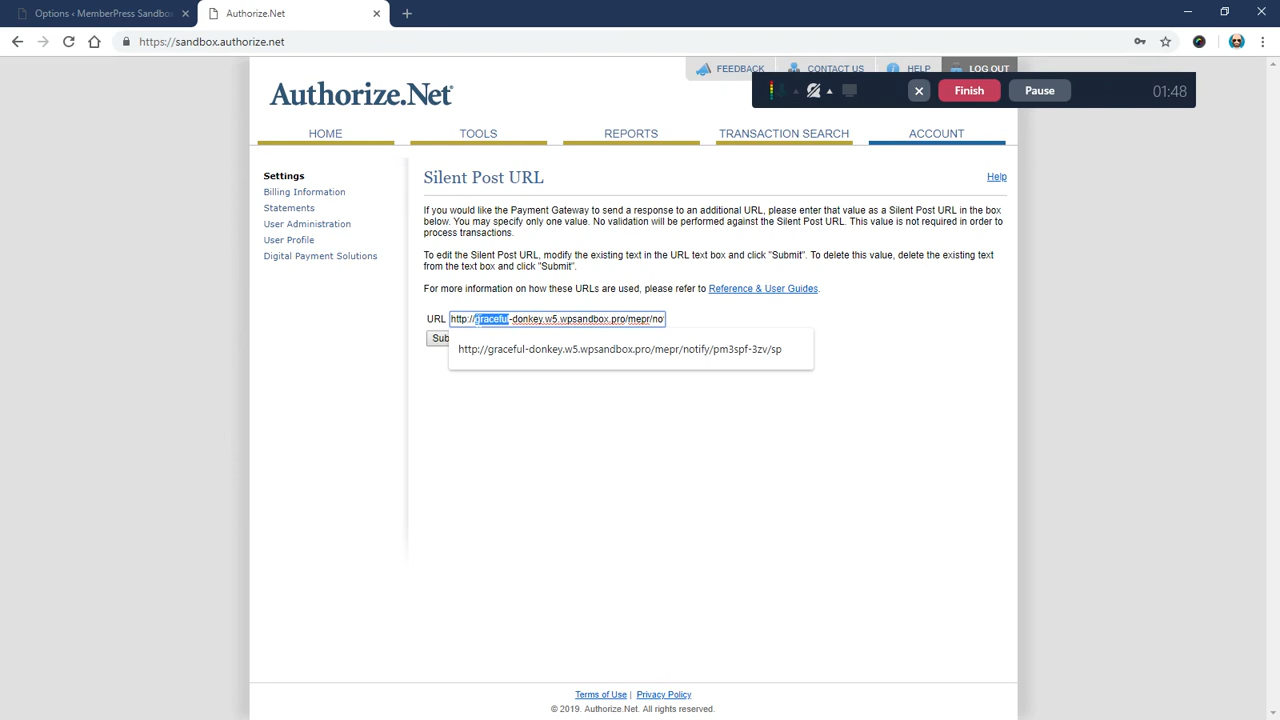 Options ‹ MemberPress Sandbo
Authorize.Net
https://sandbox.authorize.net
FEEDBACK
CONTACT US
HELP
LOG OUT
Finish
Pause
01:48
Authorize.Net
HOME
TOOLS
REPORTS
TRANSACTION SEARCH
ACCOUNT
Settings
Billing Information
Statements
User Administration
User Profile
Digital Payment Solutions
Silent Post URL
Help
If you would like the Payment Gateway to send a response to an additional URL, please enter that value as a Silent Post URL in the box
below. You may specify only one value. No validation will be performed against the Silent Post URL. This value is not required in order to
process transactions.
To edit the Silent Post URL, modify the existing text in the URL text box and click "Submit". To delete this value, delete the existing text
from the text box and click "Submit".
For more information on how these URLs are used, please refer to Reference & User Guides.
URL http://graceful-donkey.w5.wpsandbox.pro/mepr/no
Sub
http://graceful-donkey.w5.wpsandbox.pro/mepr/notify/pm3spf-3zv/sp
Terms of Use | Privacy Policy
© 2019. Authorize.Net. All rights reserved.